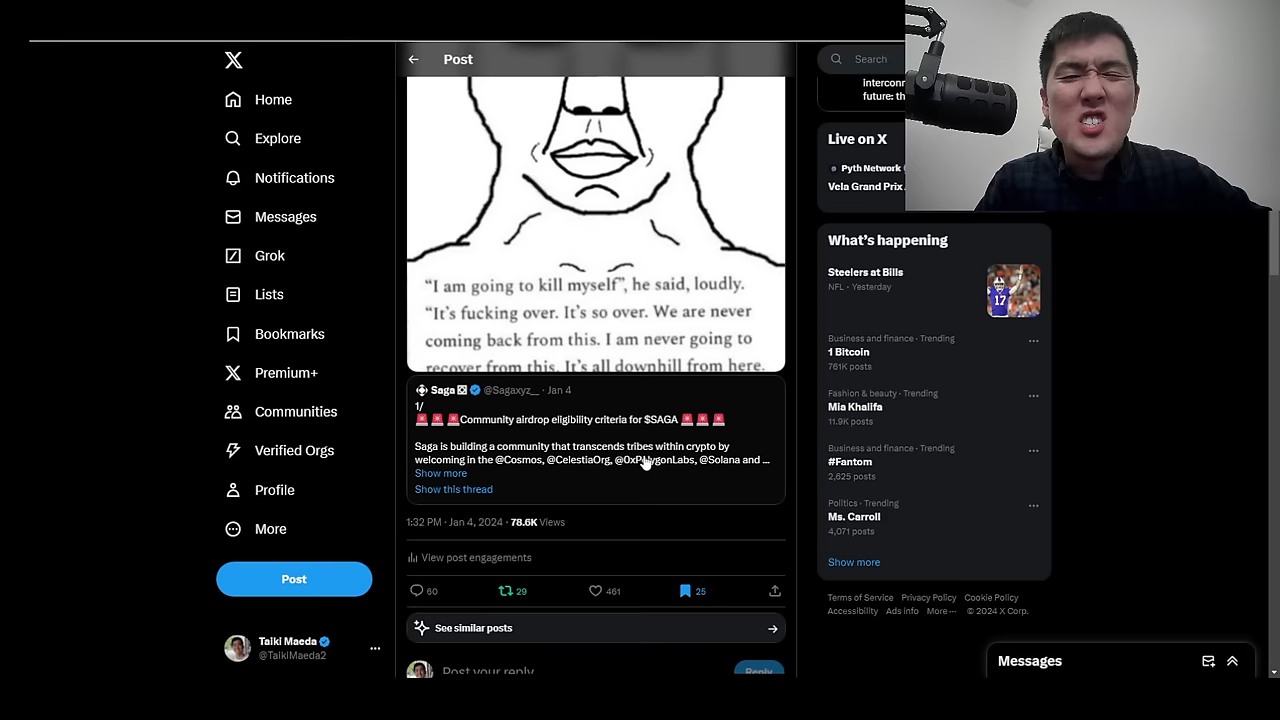 Home
Explore
Notifications
Messages
Grok
Lists
Bookmarks
Premium+
Communities
Verified Orgs
Profile
More
Post
Taiki Maeda
@TaikiMaeda2
Post
“I am going to kill myself”, he said, loudly.
“It’s fucking over. It’s so over. We are never
coming back from this. I am never going to
recover from this. It’s all downhill from here.
Saga @Sagaxyz__ · Jan 4
1/
🚨 🚨 🚨Community airdrop eligibility criteria for $SAGA 🚨 🚨 🚨
Saga is building a community that transcends tribes within crypto by
welcoming in the @Cosmos, @CelestiaOrg, @0xPolygonLabs, @Solana and ...
Show more
Show this thread
1:32 PM · Jan 4, 2024 · 78.6K Views
View post engagements
60 29 461 25
See similar posts
Post your reply
Reply
Search
future: th
Live on X
Pyth Network
Vela Grand Prix
What’s happening
Steelers at Bills
NFL · Yesterday
Business and finance · Trending
1 Bitcoin
761K posts
Fashion & beauty · Trending
Mia Khalifa
11.9K posts
Business and finance · Trending
#Fantom
2,625 posts
Politics · Trending
Ms. Carroll
4,071 posts
Show more
Terms of Service Privacy Policy Cookie Policy
Accessibility Ads info More ··· © 2024 X Corp.
Messages